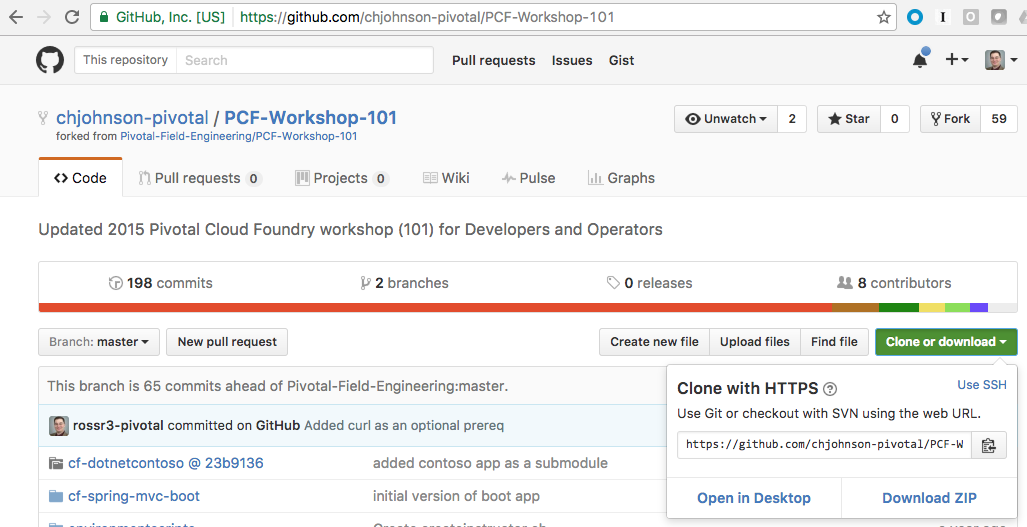 GitHub, Inc. [US] https://github.com/chjohnson-pivotal/PCF-Workshop-101
This repository Search Pull requests Issues Gist
chjohnson-pivotal / PCF-Workshop-101 Unwatch 2 Star 0 Fork 59
forked from Pivotal-Field-Engineering/PCF-Workshop-101
Code Pull requests 0 Projects 0 Wiki Pulse Graphs
Updated 2015 Pivotal Cloud Foundry workshop (101) for Developers and Operators
198 commits 2 branches 0 releases 8 contributors
Branch: master New pull request Create new file Upload files Find file Clone or download
This branch is 65 commits ahead of Pivotal-Field-Engineering:master.
rossr3-pivotal committed on GitHub Added curl as an optional prereq
cf-dotnetcontoso @ 23b9136 added contoso app as a submodule
cf-spring-mvc-boot initial version of boot app
Clone with HTTPS ? Use SSH
Use Git or checkout with SVN using the web URL.
https://github.com/chjohnson-pivotal/PCF-W
Open in Desktop Download ZIP